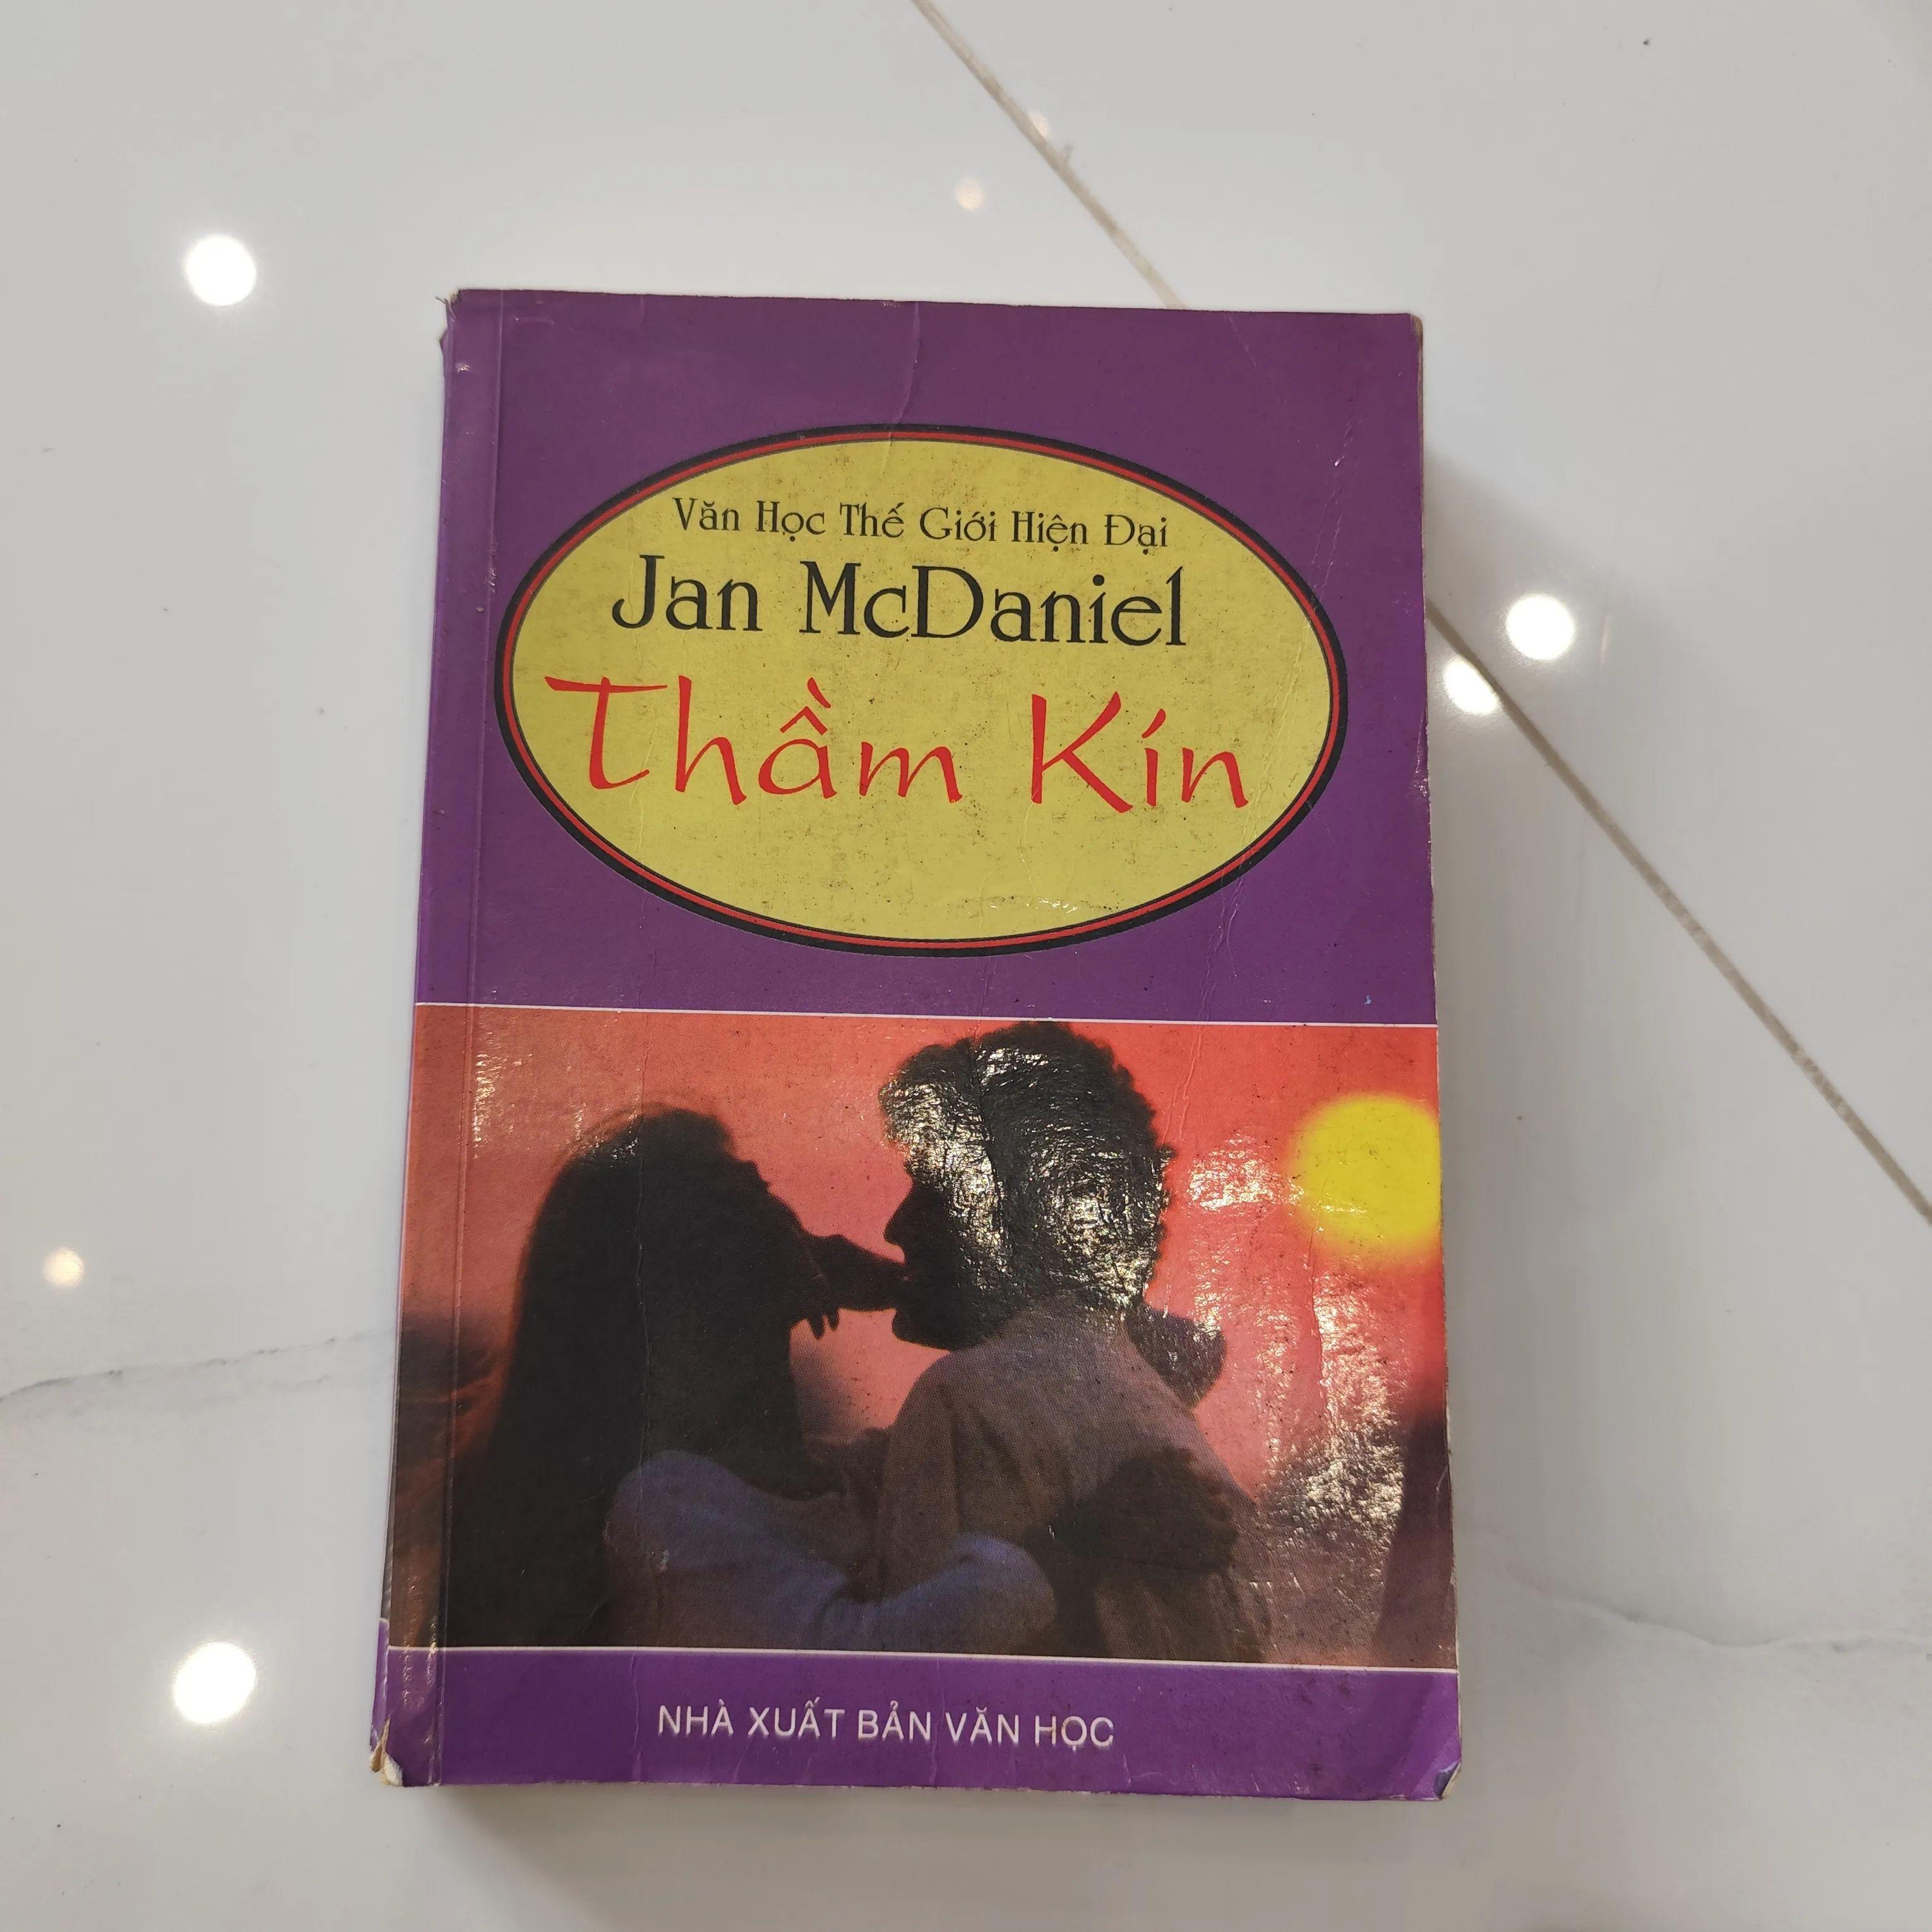 Văn Học Thế Giới Hiện Đại
Jan McDaniel
Thầm Kín
NHÀ XUẤT BẢN VĂN HỌC